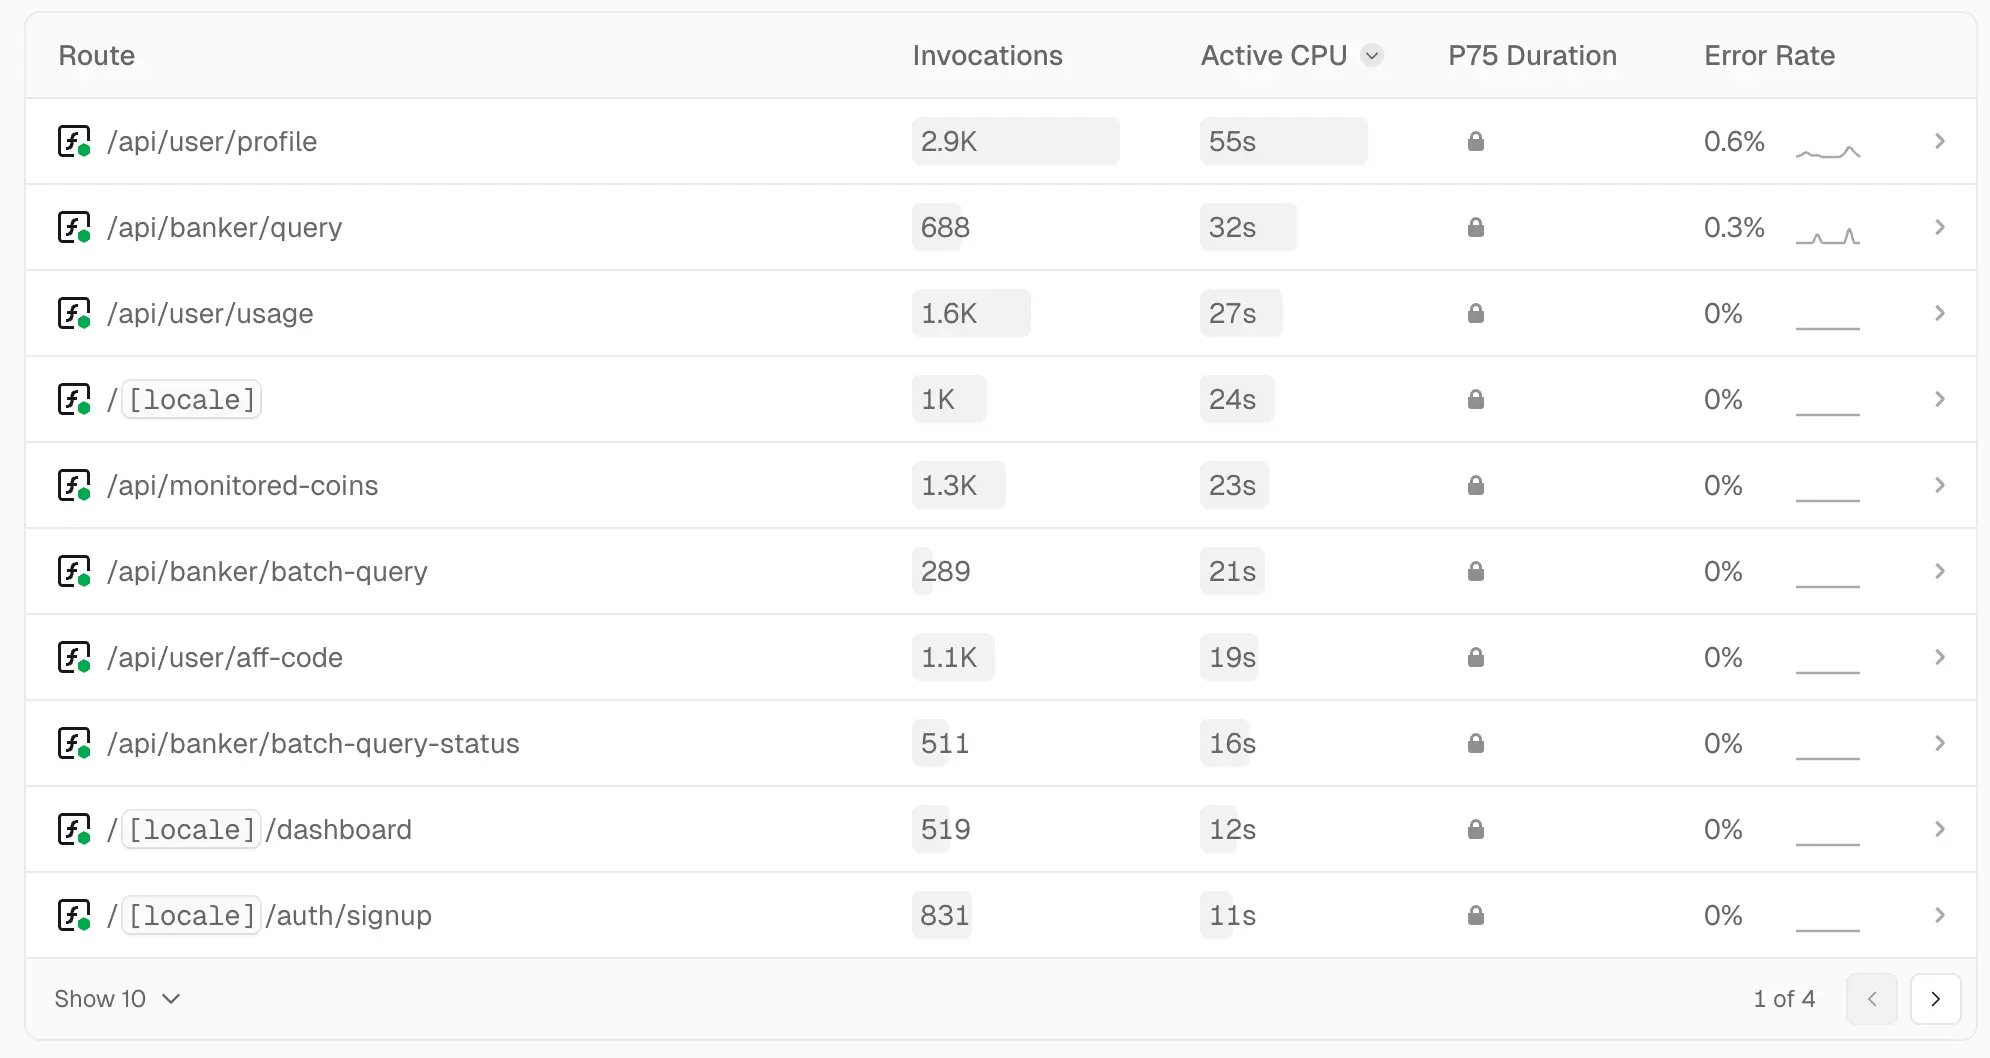 Route Invocations Active CPU P75 Duration Error Rate
/api/user/profile 2.9K 55s 0.6%
/api/banker/query 688 32s 0.3%
/api/user/usage 1.6K 27s 0%
/[locale] 1K 24s 0%
/api/monitored-coins 1.3K 23s 0%
/api/banker/batch-query 289 21s 0%
/api/user/aff-code 1.1K 19s 0%
/api/banker/batch-query-status 511 16s 0%
/[locale]/dashboard 519 12s 0%
/[locale]/auth/signup 831 11s 0%
Show 10 1 of 4